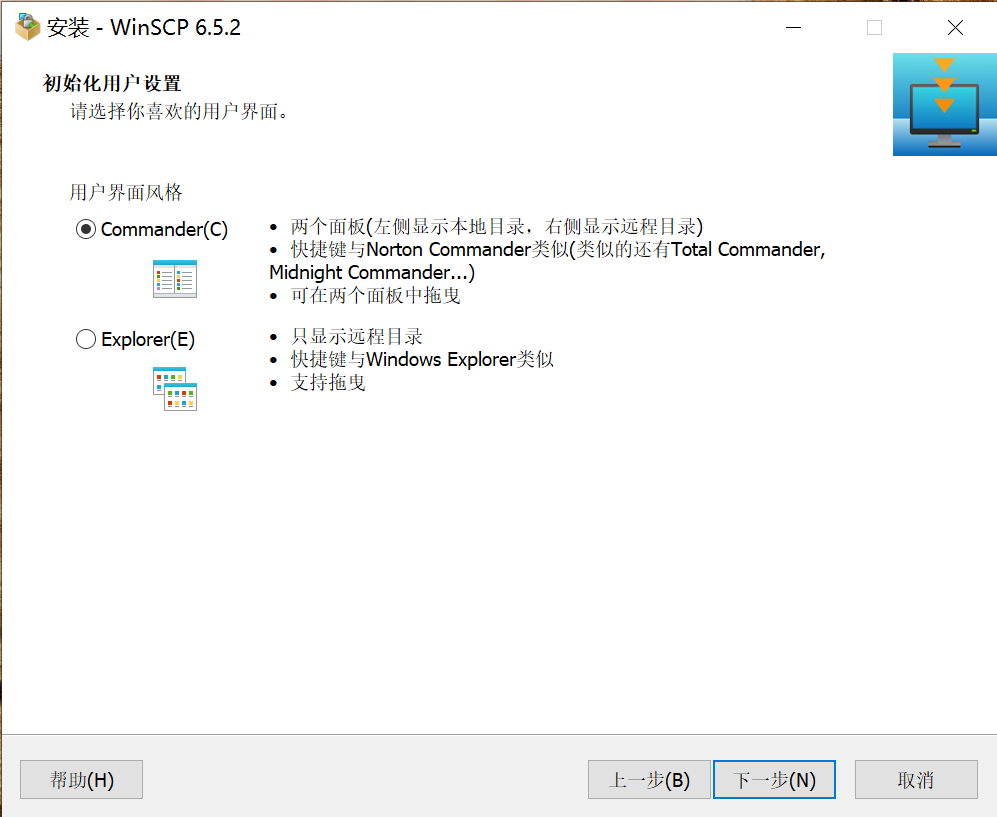 安装 - WinSCP 6.5.2
初始化用户设置
请选择你喜欢的用户界面。
用户界面风格
Commander(C)
• 两个面板(左侧显示本地目录，右侧显示远程目录)
• 快捷键与Norton Commander类似(类似的还有Total Commander,
Midnight Commander...)
• 可在两个面板中拖曳
Explorer(E)
• 只显示远程目录
• 快捷键与Windows Explorer类似
• 支持拖曳
帮助(H)
上一步(B)
下一步(N)
取消